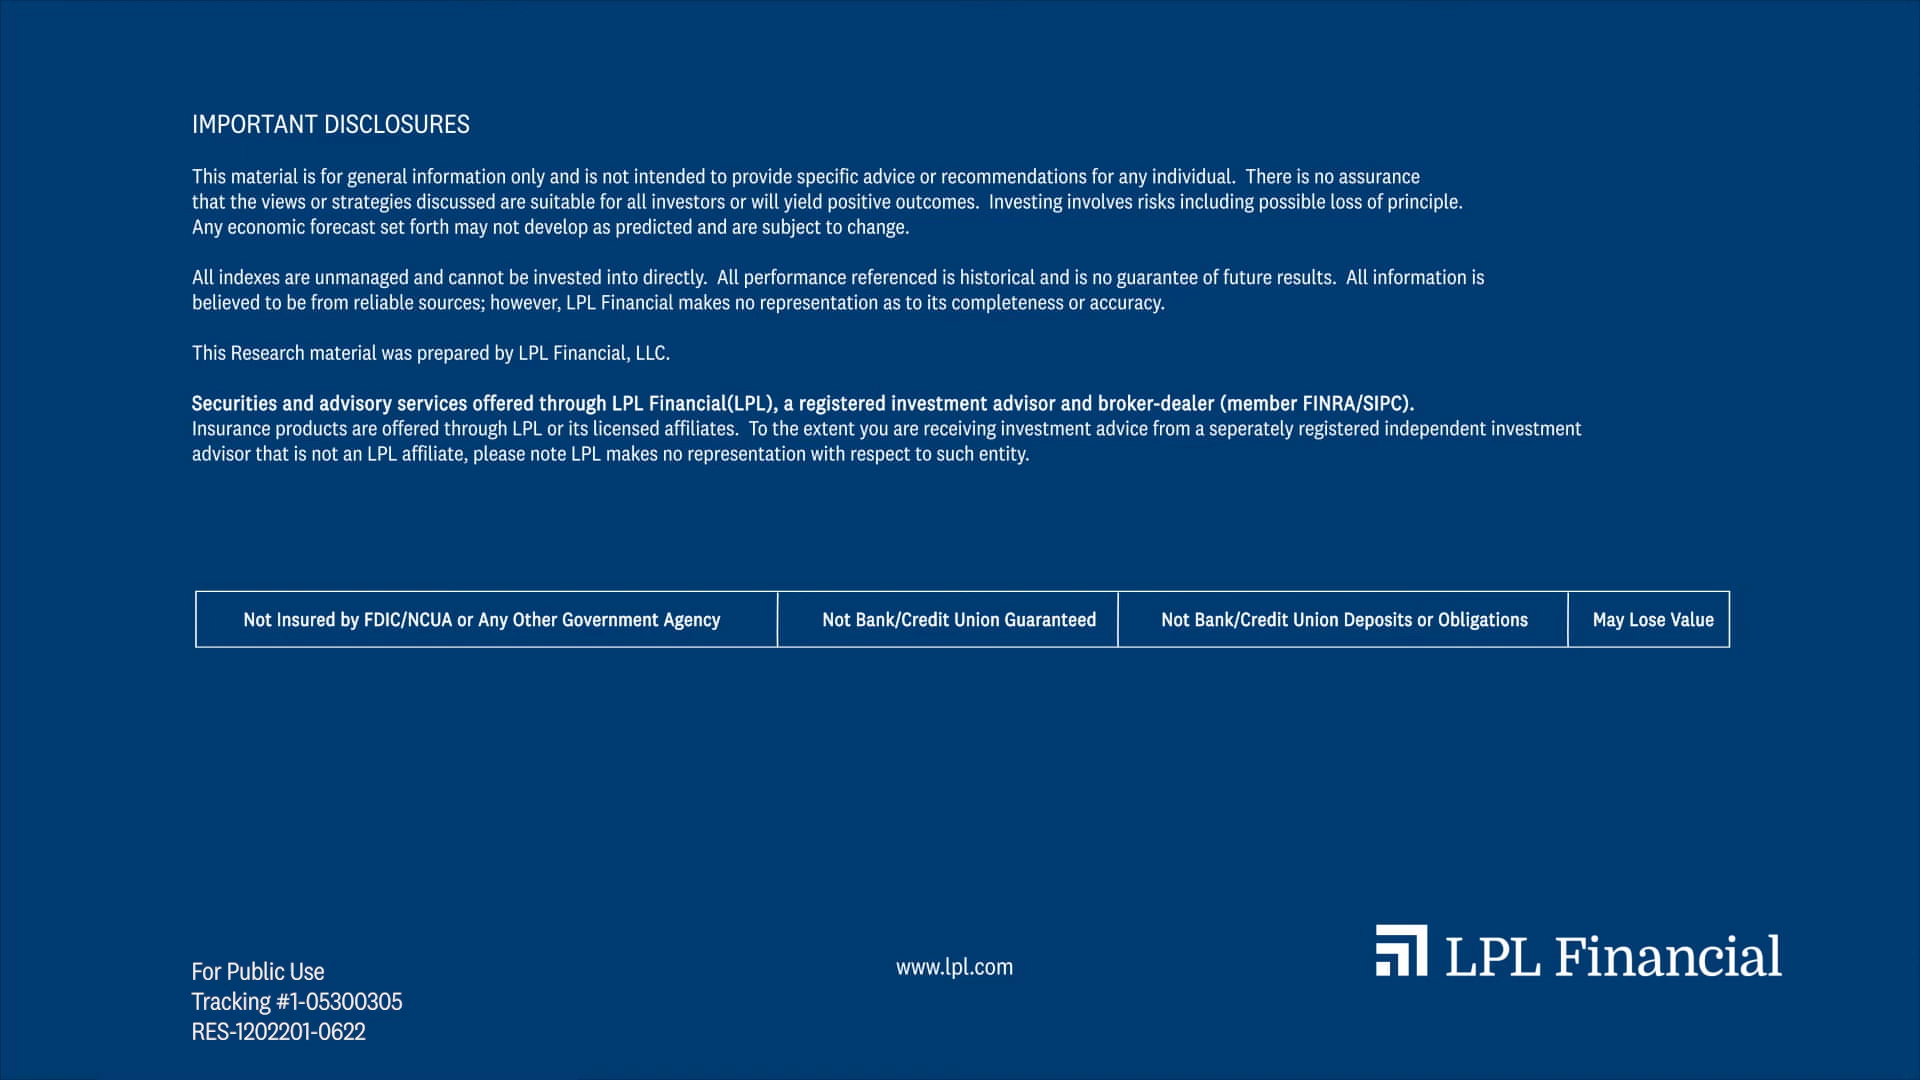 IMPORTANT DISCLOSURES
This material is for general information only and is not intended to provide specific advice or recommendations for any individual.  There is no assurance
that the views or strategies discussed are suitable for all investors or will yield positive outcomes.  Investing involves risks including possible loss of principle.
Any economic forecast set forth may not develop as predicted and are subject to change.
All indexes are unmanaged and cannot be invested into directly.  All performance referenced is historical and is no guarantee of future results.  All information is
believed to be from reliable sources; however, LPL Financial makes no representation as to its completeness or accuracy.
This Research material was prepared by LPL Financial, LLC.
Securities and advisory services offered through LPL Financial(LPL), a registered investment advisor and broker-dealer (member FINRA/SIPC).
Insurance products are offered through LPL or its licensed affiliates.  To the extent you are receiving investment advice from a seperately registered independent investment
advisor that is not an LPL affiliate, please note LPL makes no representation with respect to such entity.
Not Insured by FDIC/NCUA or Any Other Government Agency
Not Bank/Credit Union Guaranteed
Not Bank/Credit Union Deposits or Obligations
May Lose Value
For Public Use
Tracking #1-05300305
RES-1202201-0622
www.lpl.com
LPL Financial